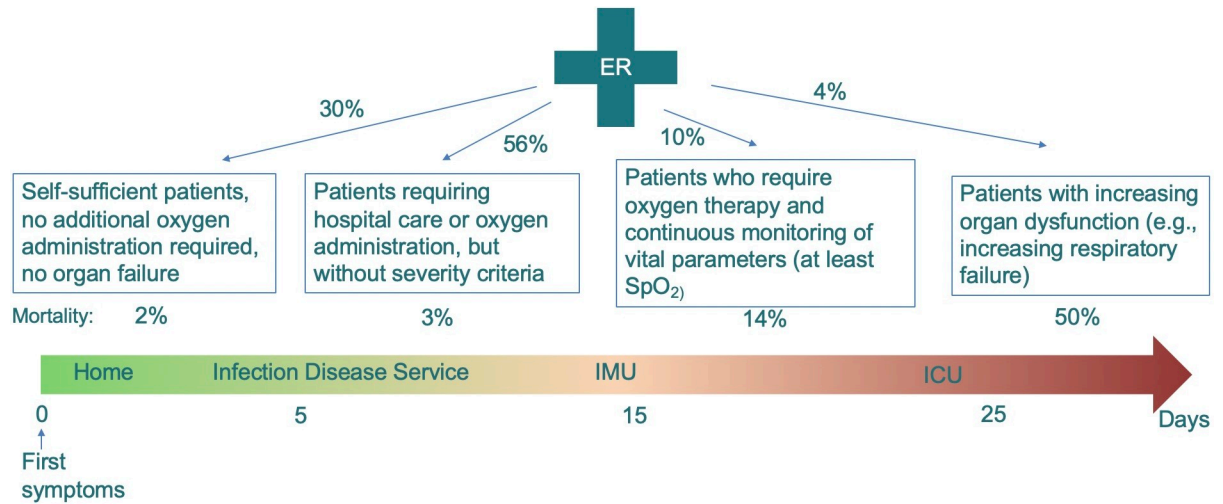 ER
30%
56%
10%
4%
Self-sufficient patients,
no additional oxygen
administration required,
no organ failure
Patients requiring
hospital care or oxygen
administration, but
without severity criteria
Patients who require
oxygen therapy and
continuous monitoring of
vital parameters (at least
SpO₂₎
Patients with increasing
organ dysfunction (e.g.,
increasing respiratory
failure)
Mortality: 2% 3% 14% 50%
Home Infection Disease Service IMU ICU
0 5 15 25 Days
First
symptoms